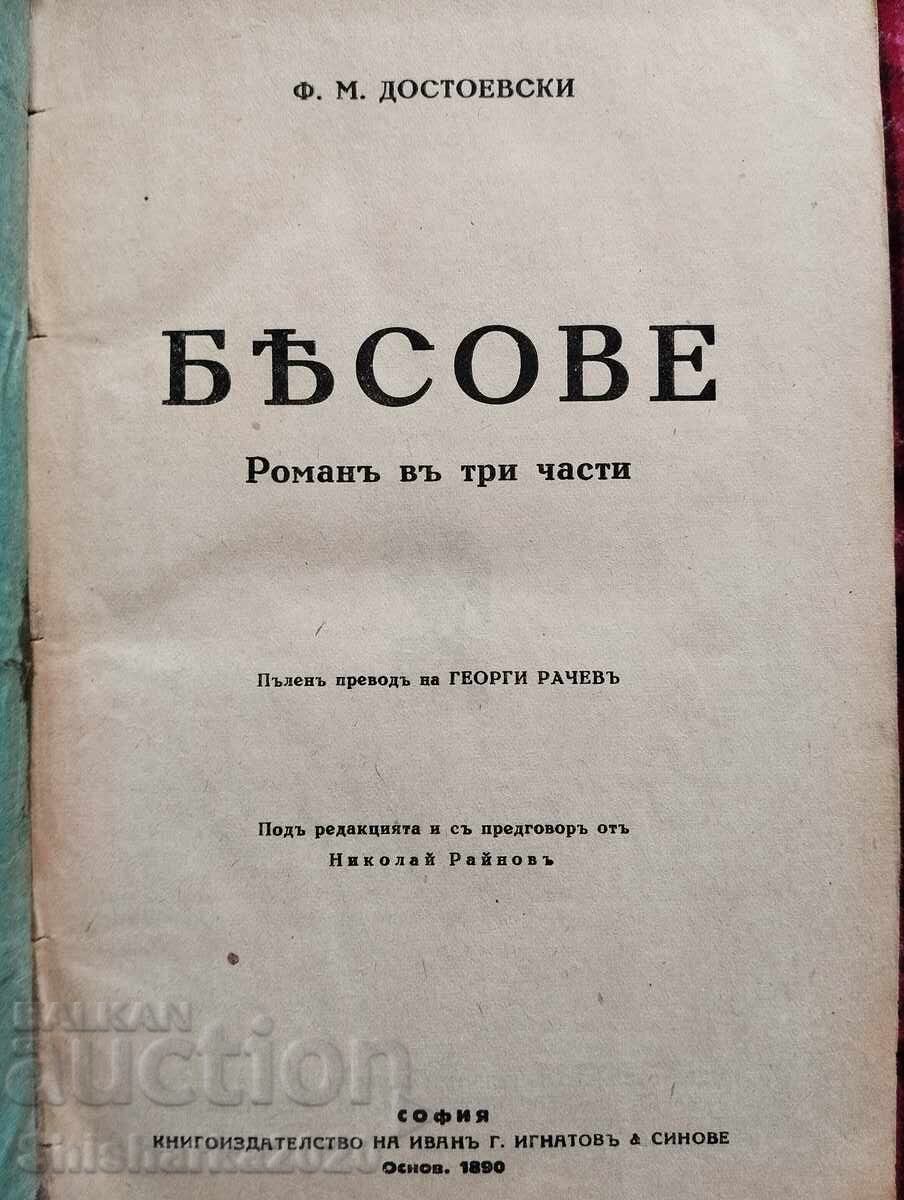 Ф. М. ДОСТОЕВСКИ
БѢСОВЕ
Романъ въ три части
Пъленъ преводъ на ГЕОРГИ РАЧЕВЪ
Подъ редакцията и съ предговоръ отъ
Николай Райновъ
BALKAN
auction
СОФИЯ
КНИГОИЗДАТЕЛСТВО НА ИВАНЪ Г. ИГНАТОВЪ & СИНОВЕ
Основ. 1890